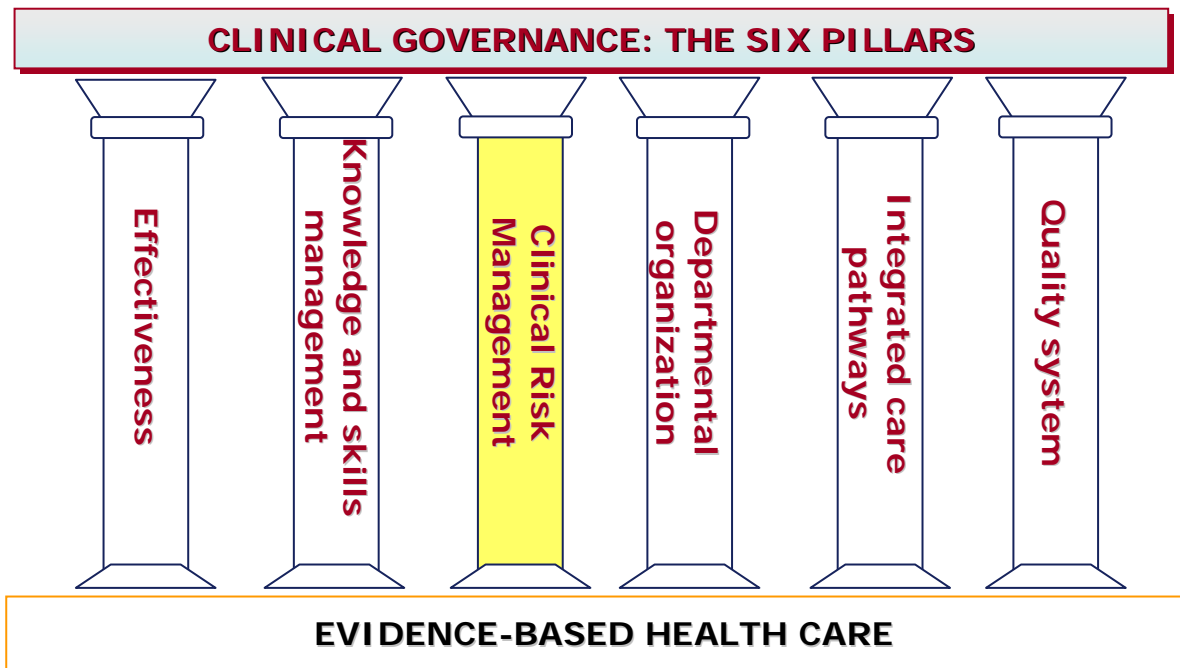 CLINICAL GOVERNANCE: THE SIX PILLARS
Effectiveness
Knowledge and skills
management
Clinical Risk
Management
Departmental
organization
Integrated care
pathways
Quality system
EVIDENCE-BASED HEALTH CARE